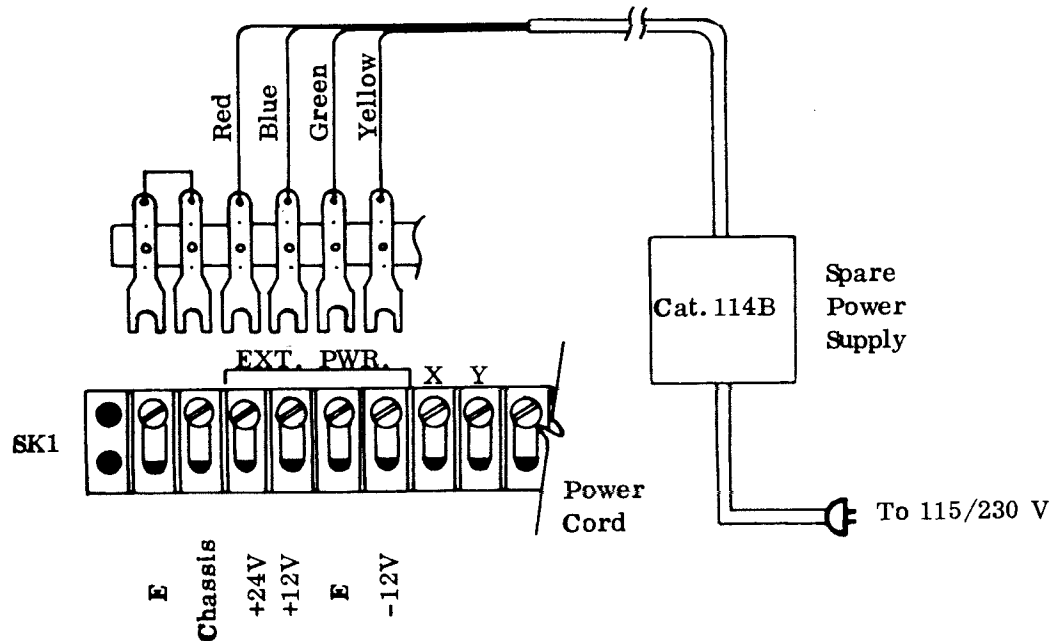 Red
Blue
Green
Yellow
EXT. PWR.
X
Y
SK1
Power
Cord
E
Chassis
+24V
+12V
E
-12V
Cat. 114B
Spare
Power
Supply
To 115/230 V